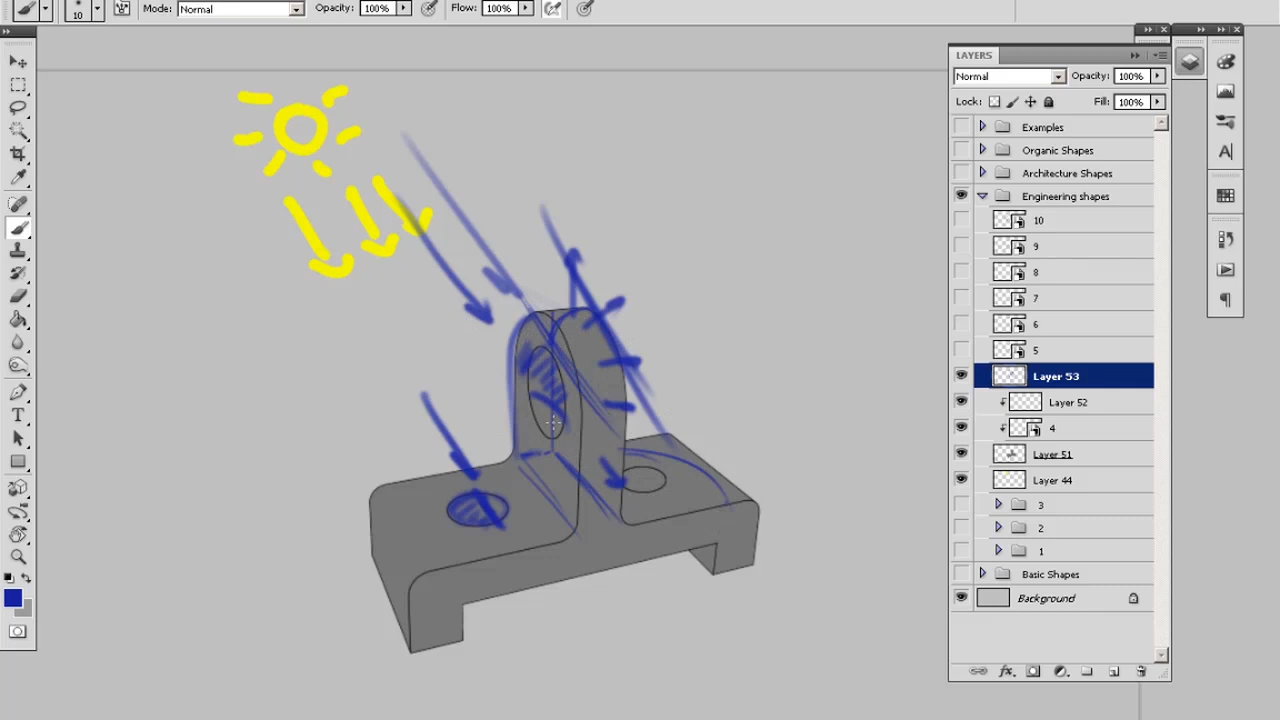 10
Mode: Normal
Opacity: 100%
Flow: 100%
LAYERS
Normal
Opacity: 100%
Lock:
Fill: 100%
Examples
Organic Shapes
Architecture Shapes
Engineering shapes
10
9
8
7
6
5
Layer 53
Layer 52
4
Layer 51
Layer 44
3
2
1
Basic Shapes
Background